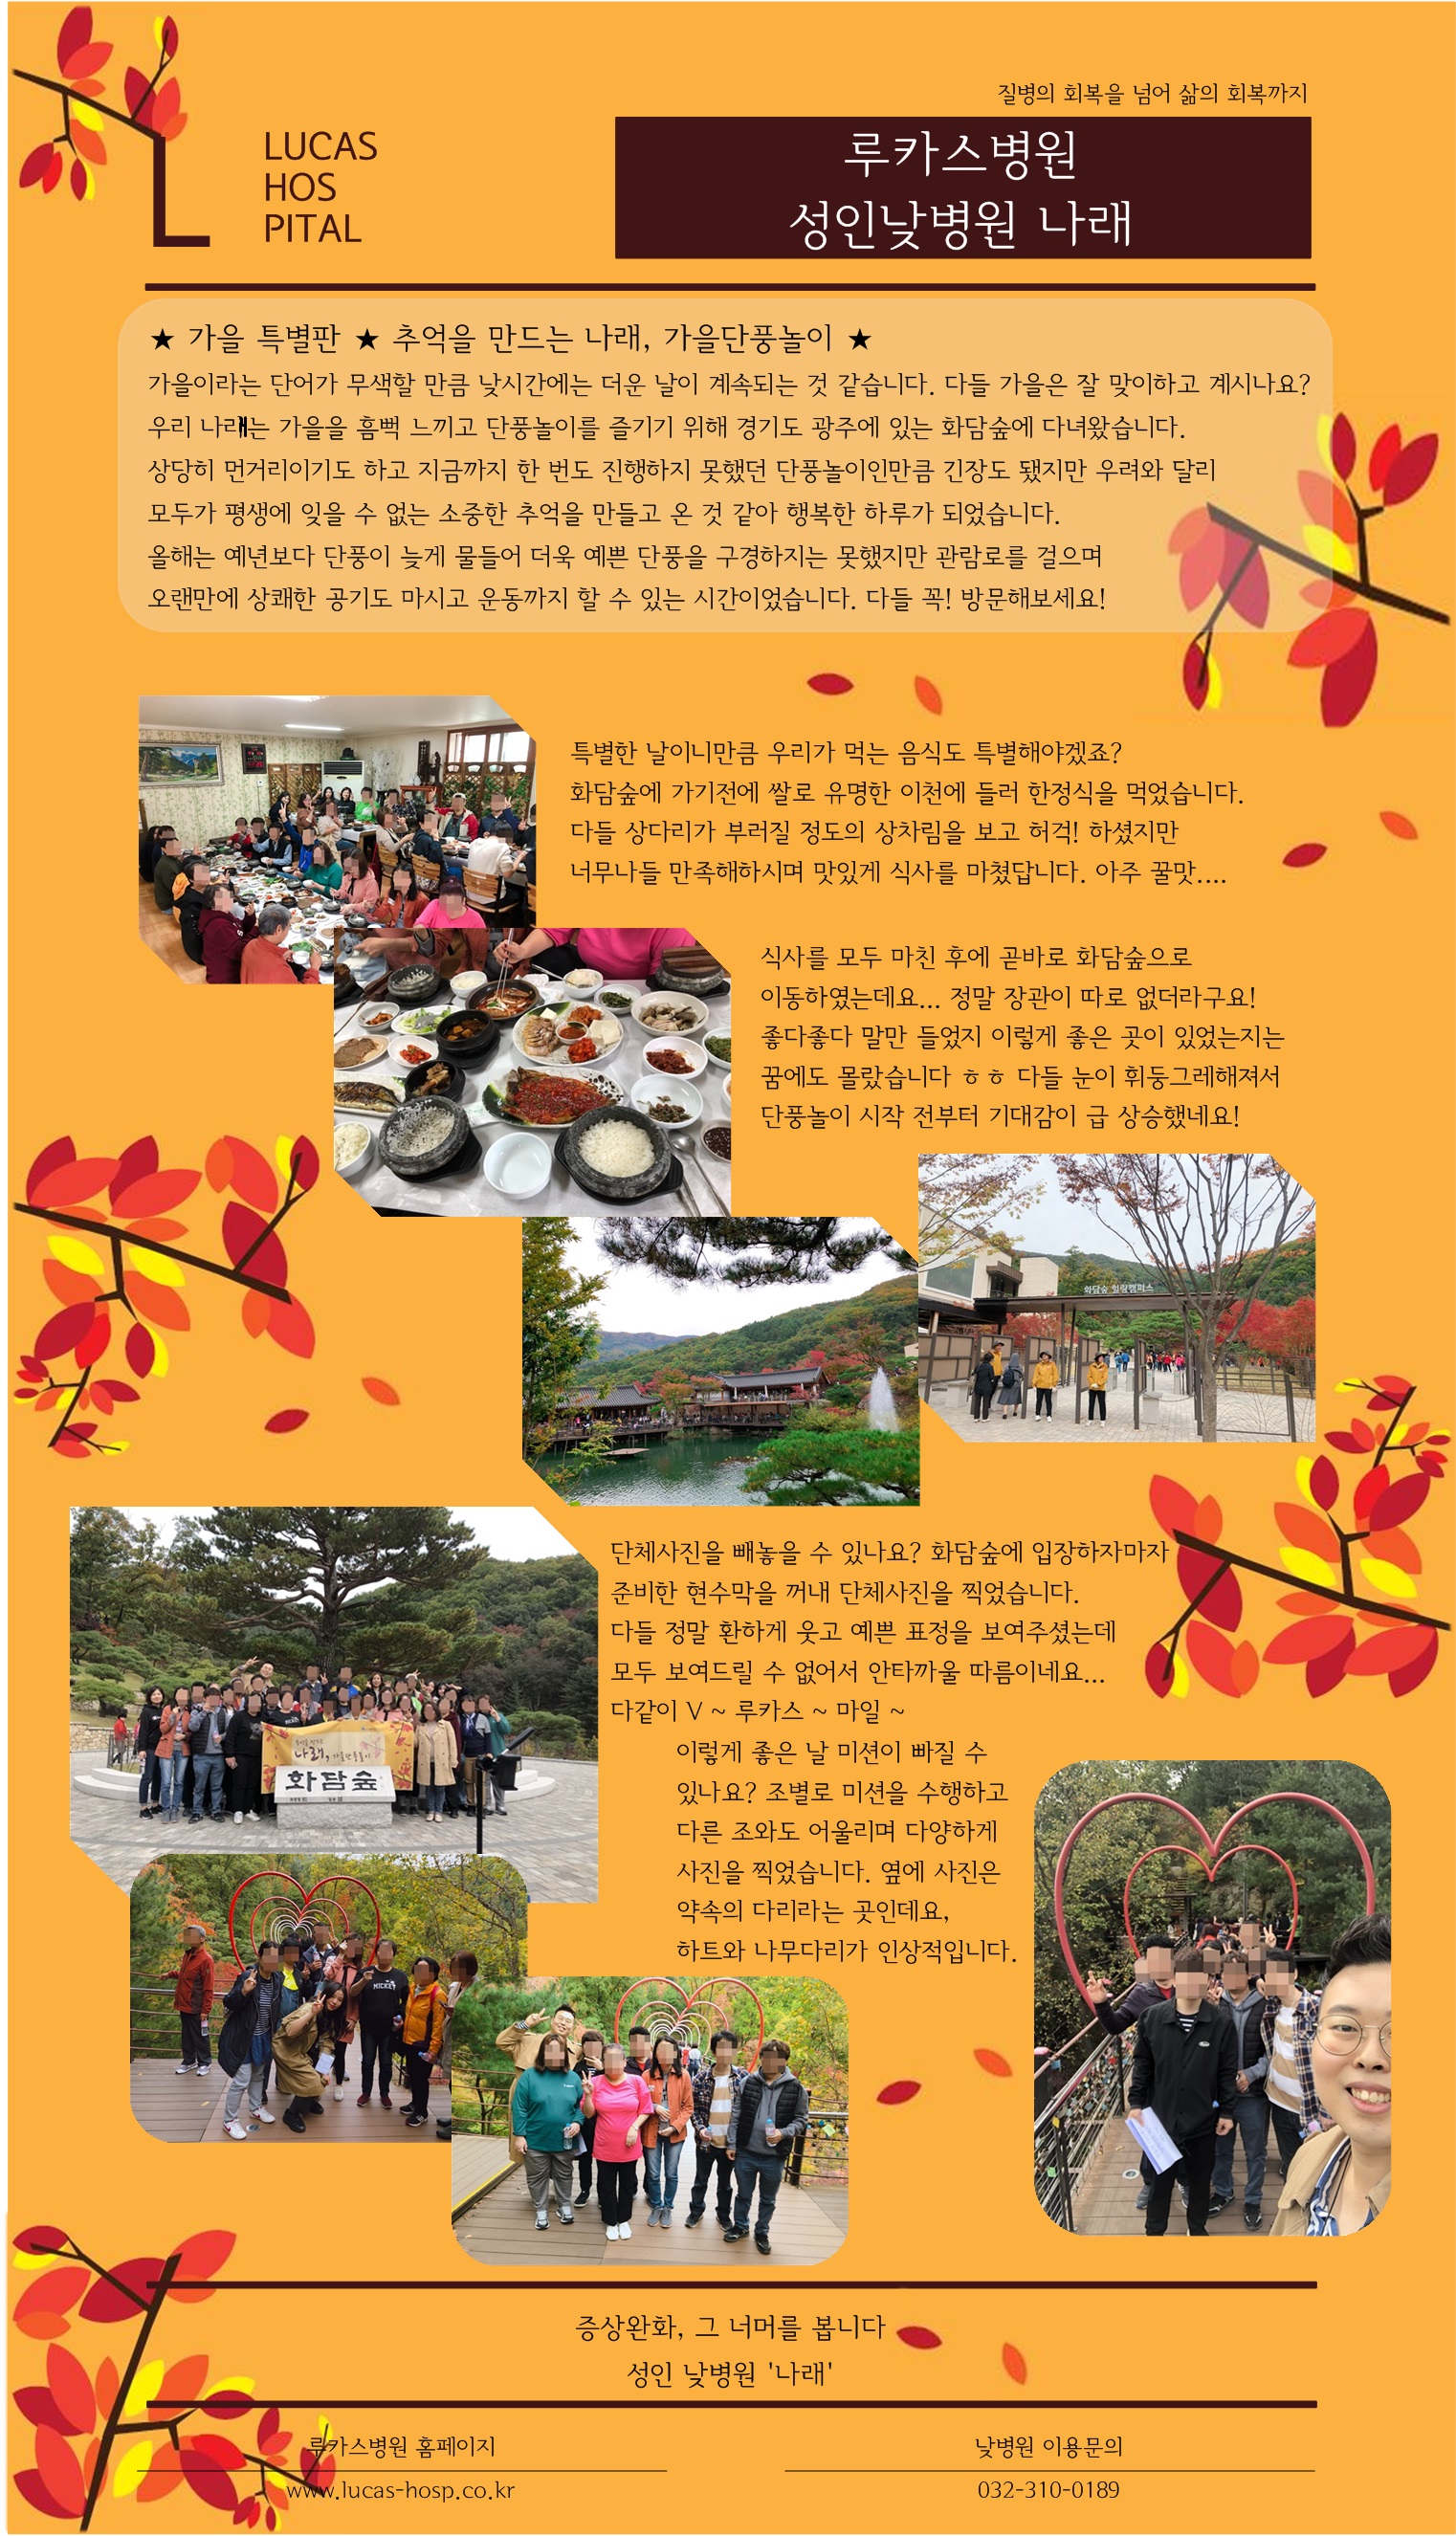 질병의 회복을 넘어 삶의 회복까지
LUCAS
HOS
PITAL
루카스병원
성인낮병원 나래
★ 가을 특별판 ★ 추억을 만드는 나래, 가을단풍놀이 ★
가을이라는 단어가 무색할 만큼 낮시간에는 더운 날이 계속되는 것 같습니다. 다들 가을은 잘 맞이하고 계시나요?
우리 나래는 가을을 흠뻑 느끼고 단풍놀이를 즐기기 위해 경기도 광주에 있는 화담숲에 다녀왔습니다.
상당히 먼거리이기도 하고 지금까지 한 번도 진행하지 못했던 단풍놀이인만큼 긴장도 됐지만 우려와 달리
모두가 평생에 잊을 수 없는 소중한 추억을 만들고 온 것 같아 행복한 하루가 되었습니다.
올해는 예년보다 단풍이 늦게 물들어 더욱 예쁜 단풍을 구경하지는 못했지만 관람로를 걸으며
오랜만에 상쾌한 공기도 마시고 운동까지 할 수 있는 시간이었습니다. 다들 꼭! 방문해보세요!
특별한 날이니만큼 우리가 먹는 음식도 특별해야겠죠?
화담숲에 가기전에 쌀로 유명한 이천에 들러 한정식을 먹었습니다.
다들 상다리가 부러질 정도의 상차림을 보고 허걱! 하셨지만
너무나들 만족해하시며 맛있게 식사를 마쳤답니다. 아주 꿀맛....
식사를 모두 마친 후에 곧바로 화담숲으로
이동하였는데요... 정말 장관이 따로 없더라구요!
좋다좋다 말만 들었지 이렇게 좋은 곳이 있었는지는
꿈에도 몰랐습니다 ㅎㅎ 다들 눈이 휘둥그레해져서
단풍놀이 시작 전부터 기대감이 급 상승했네요!
화담숲 힐링캠퍼스
단체사진을 빼놓을 수 있나요? 화담숲에 입장하자마자
준비한 현수막을 꺼내 단체사진을 찍었습니다.
다들 정말 환하게 웃고 예쁜 표정을 보여주셨는데
모두 보여드릴 수 없어서 안타까울 따름이네요...
다같이 V ~ 루카스 ~ 마일 ~
나래, 가을단풍놀이
화담숲
이렇게 좋은 날 미션이 빠질 수
있나요? 조별로 미션을 수행하고
다른 조와도 어울리며 다양하게
사진을 찍었습니다. 옆에 사진은
약속의 다리라는 곳인데요,
하트와 나무다리가 인상적입니다.
MICKEY
증상완화, 그 너머를 봅니다
성인 낮병원 '나래'
루카스병원 홈페이지
www.lucas-hosp.co.kr
낮병원 이용문의
032-310-0189